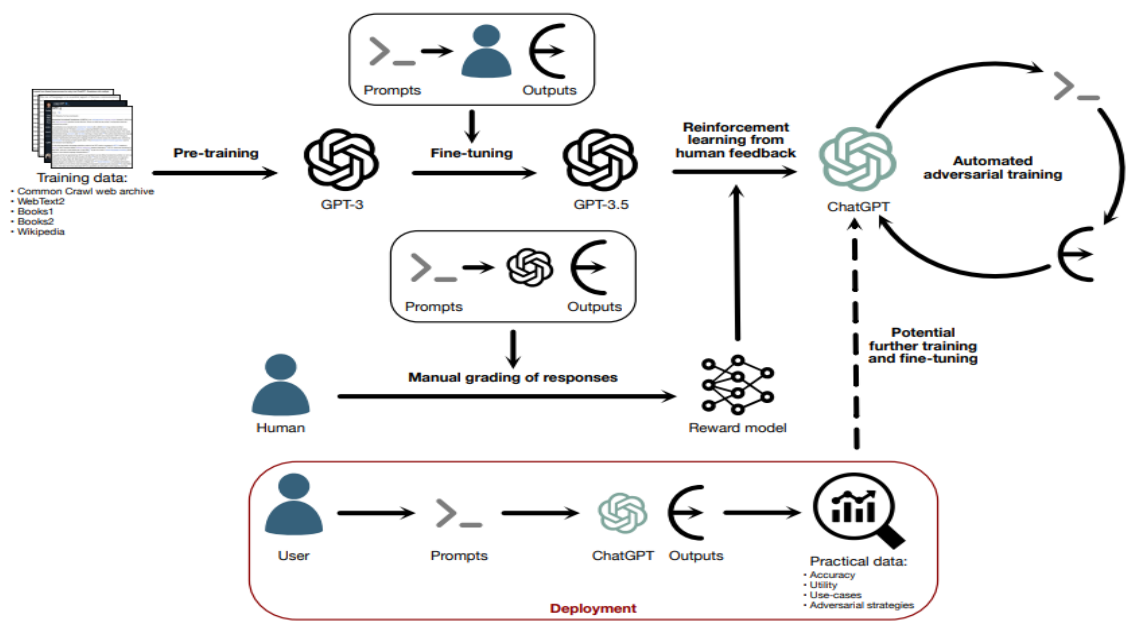 Prompts
Outputs
Training data:
• Common Crawl web archive
• WebText2
• Books1
• Books2
• Wikipedia
Pre-training
GPT-3
Fine-tuning
GPT-3.5
Reinforcement
learning from
human feedback
ChatGPT
Automated
adversarial training
Prompts
Outputs
Human
Manual grading of responses
Reward model
Potential
further training
and fine-tuning
User
Prompts
ChatGPT
Outputs
Practical data:
• Accuracy
• Utility
• Use-cases
• Adversarial strategies
Deployment